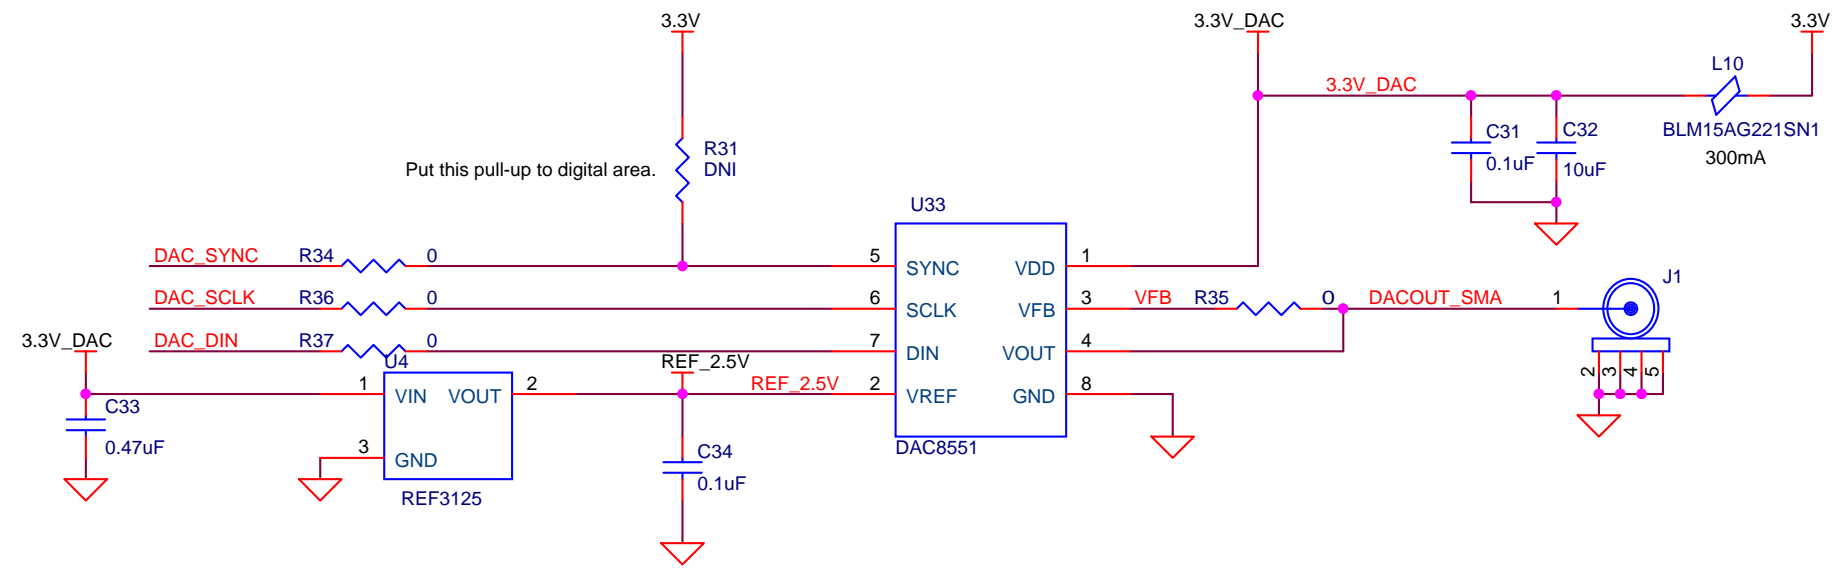 3.3V
3.3V_DAC
3.3V
L10
3.3V_DAC
BLM15AG221SN1
300mA
C31
0.1uF
C32
10uF
R31
DNI
Put this pull-up to digital area.
U33
DAC_SYNC R34 0 5 SYNC VDD 1
DAC_SCLK R36 0 6 SCLK VFB 3 VFB R35 0 DACOUT_SMA 1 J1
DAC_DIN R37 0 7 DIN VOUT 4
2 3 4 5
3.3V_DAC
U4
REF_2.5V
1 VIN VOUT 2 REF_2.5V 2 VREF GND 8
C33
0.47uF
3 GND
REF3125
C34
0.1uF
DAC8551